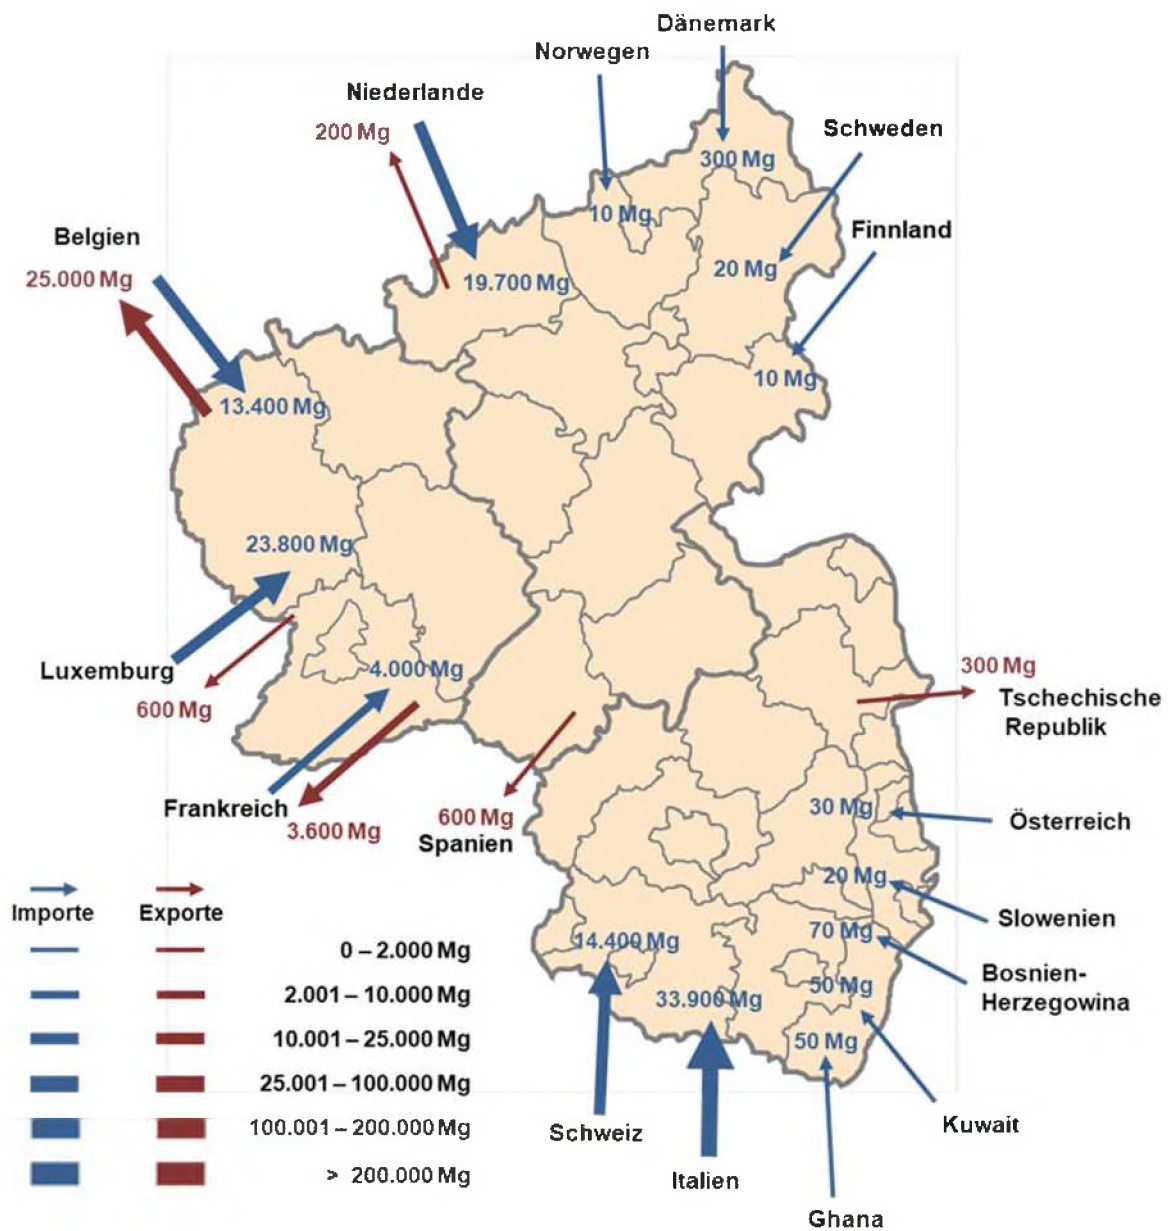 Dänemark
Norwegen
Niederlande
200 Mg
Schweden
300 Mg
10 Mg
Finnland
Belgien
25.000 Mg
19.700 Mg
20 Mg
10 Mg
13.400 Mg
23.800 Mg
Luxemburg
600 Mg
4.000 Mg
300 Mg
Tschechische
Republik
Frankreich
3.600 Mg
600 Mg
Spanien
30 Mg
Österreich
20 Mg
Slowenien
70 Mg
Bosnien-
Herzegowina
14.400 Mg
33.900 Mg
50 Mg
50 Mg
Kuwait
Schweiz
Italien
Ghana
Importe
Exporte
0 – 2.000 Mg
2.001 – 10.000 Mg
10.001 – 25.000 Mg
25.001 – 100.000 Mg
100.001 – 200.000 Mg
> 200.000 Mg